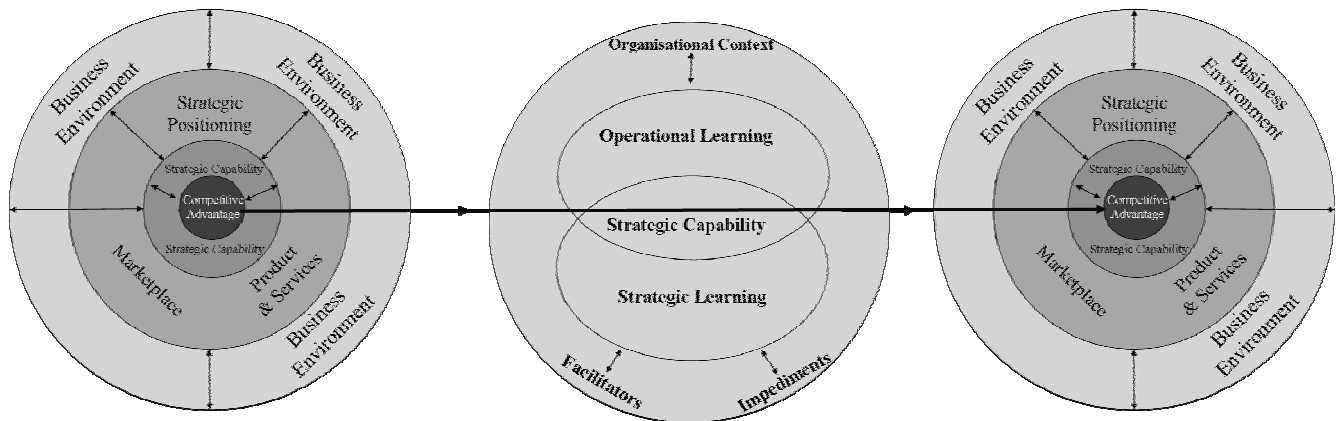 Business
Environment
Business
Environment
Strategic
Positioning
Strategic Capability
Competitive
Advantage
Strategic Capability
Marketplace
Product
& Services
Business
Environment
Organisational Context
Operational Learning
Strategic Capability
Strategic Learning
Facilitators
Impediments
Business
Environment
Business
Environment
Strategic
Positioning
Strategic Capability
Competitive
Advantage
Strategic Capability
Marketplace
Product
& Services
Business
Environment